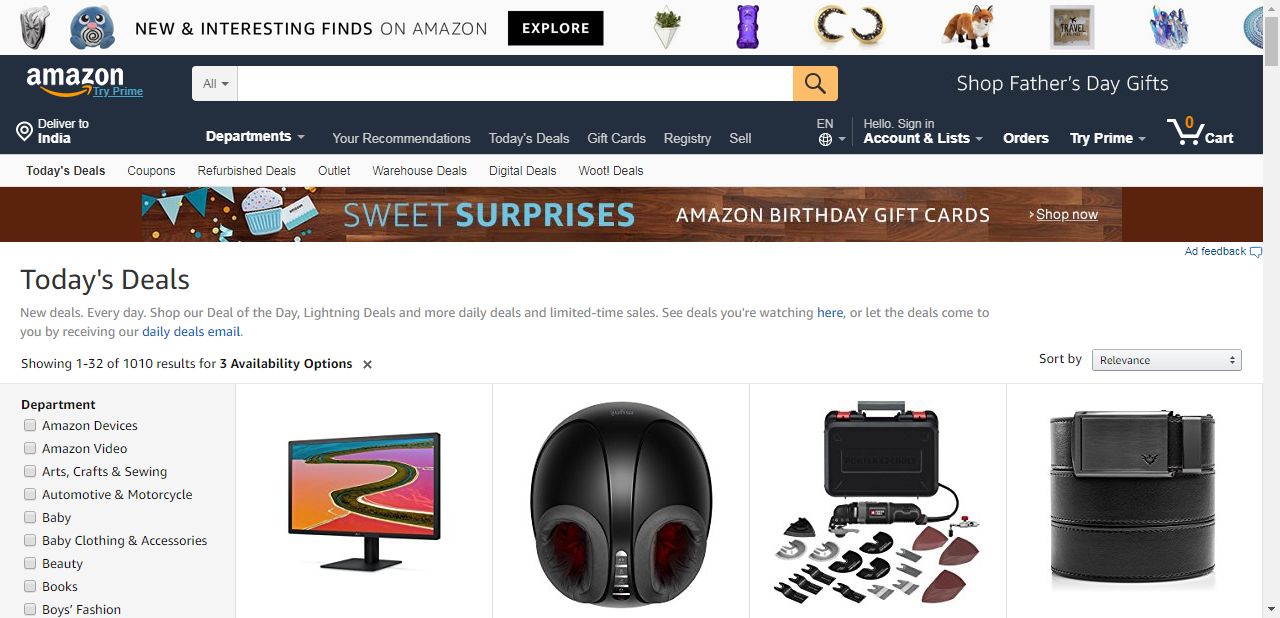 NEW & INTERESTING FINDS ON AMAZON EXPLORE
TRAVEL
amazon
Try Prime
All
Shop Father's Day Gifts
Deliver to
India
Departments
Your Recommendations Today's Deals Gift Cards Registry Sell
EN
Hello. Sign in
Account & Lists
Orders
Try Prime
0
Cart
Today's Deals Coupons Refurbished Deals Outlet Warehouse Deals Digital Deals Woot! Deals
SWEET SURPRISES AMAZON BIRTHDAY GIFT CARDS › Shop now
Ad feedback
Today's Deals
New deals. Every day. Shop our Deal of the Day, Lightning Deals and more daily deals and limited-time sales. See deals you're watching here, or let the deals come to
you by receiving our daily deals email.
Showing 1-32 of 1010 results for 3 Availability Options
Sort by Relevance
Department
Amazon Devices
Amazon Video
Arts, Crafts & Sewing
Automotive & Motorcycle
Baby
Baby Clothing & Accessories
Beauty
Books
Boys' Fashion